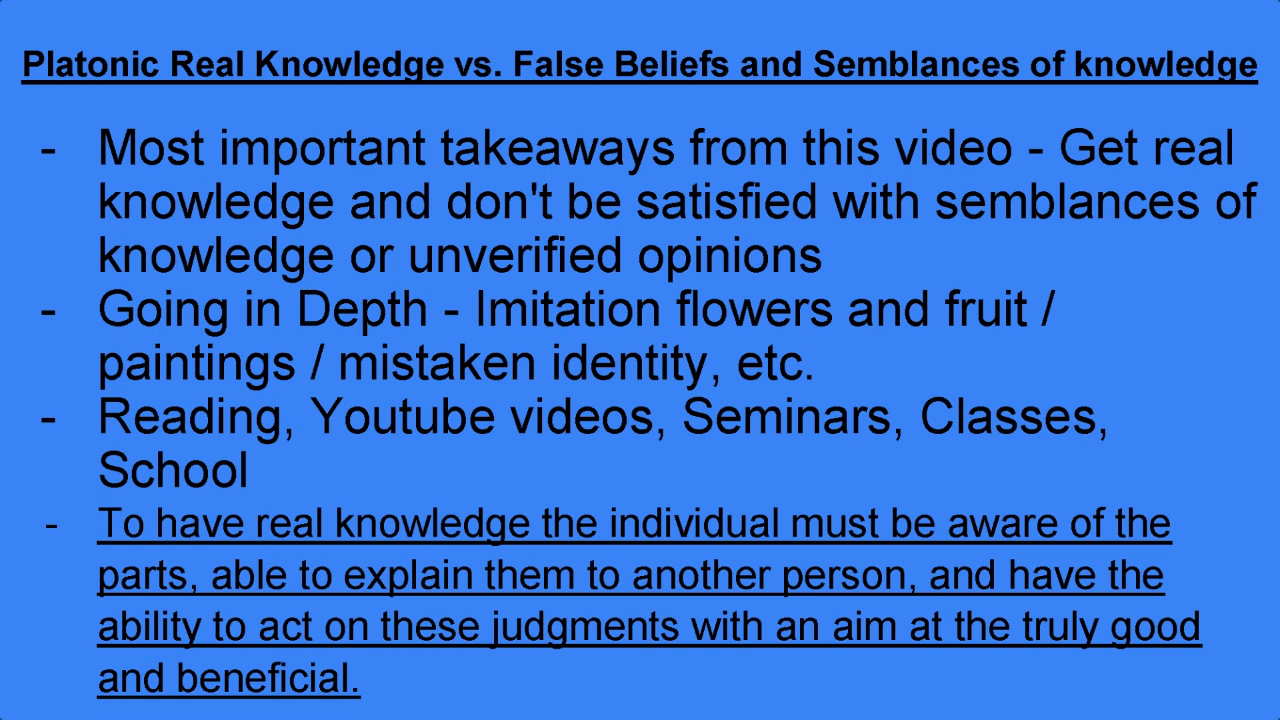 Platonic Real Knowledge vs. False Beliefs and Semblances of knowledge
- Most important takeaways from this video - Get real
knowledge and don't be satisfied with semblances of
knowledge or unverified opinions
- Going in Depth - Imitation flowers and fruit /
paintings / mistaken identity, etc.
- Reading, Youtube videos, Seminars, Classes,
School
- To have real knowledge the individual must be aware of the
parts, able to explain them to another person, and have the
ability to act on these judgments with an aim at the truly good
and beneficial.